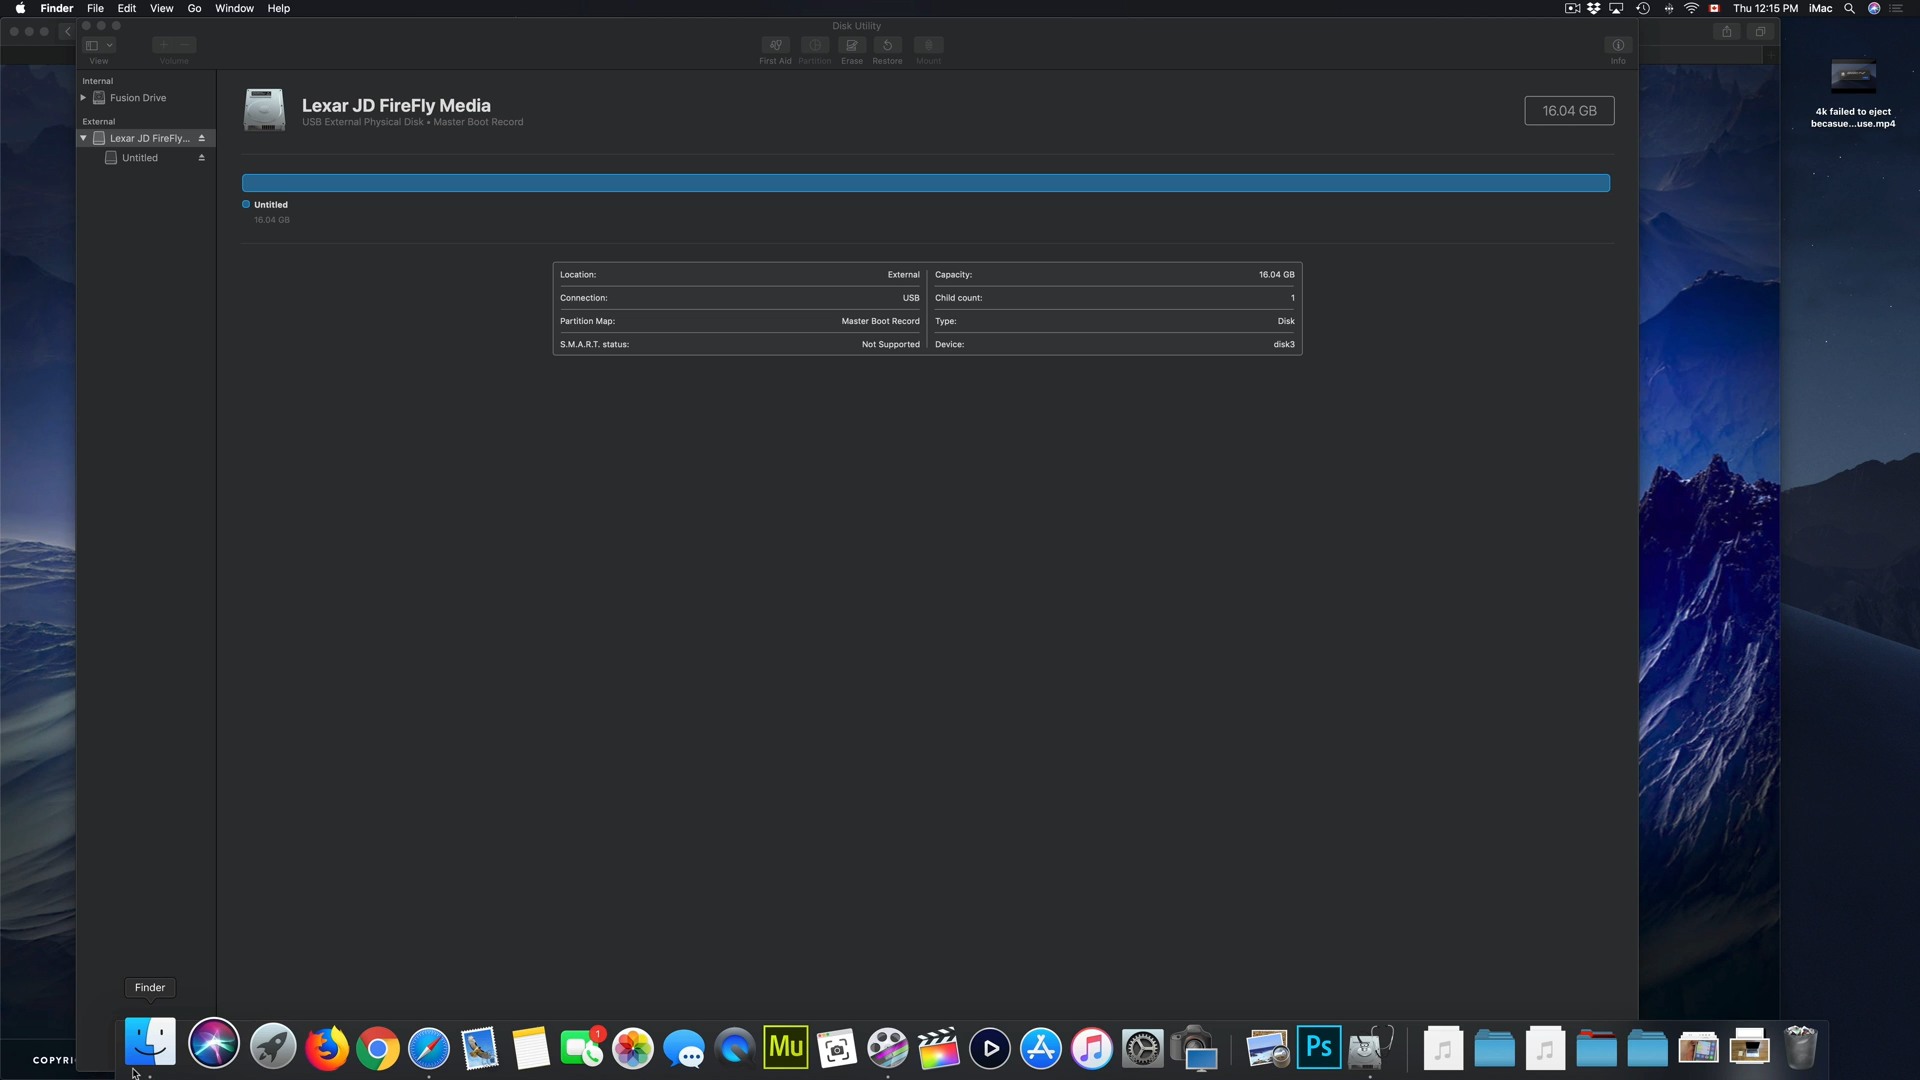 Finder File Edit View Go Window Help
Thu 12:15 PM iMac
Disk Utility
View
Volume
First Aid Partition Erase Restore Mount
Info
Internal
Fusion Drive
External
Lexar JD FireFly...
Untitled
Lexar JD FireFly Media
USB External Physical Disk • Master Boot Record
16.04 GB
Untitled
16.04 GB
Location: External
Capacity: 16.04 GB
Connection: USB
Child count: 1
Partition Map: Master Boot Record
Type: Disk
S.M.A.R.T. status: Not Supported
Device: disk3
4k failed to eject
becasue...use.mp4
Finder
1
Mu
Ps
COPYRI